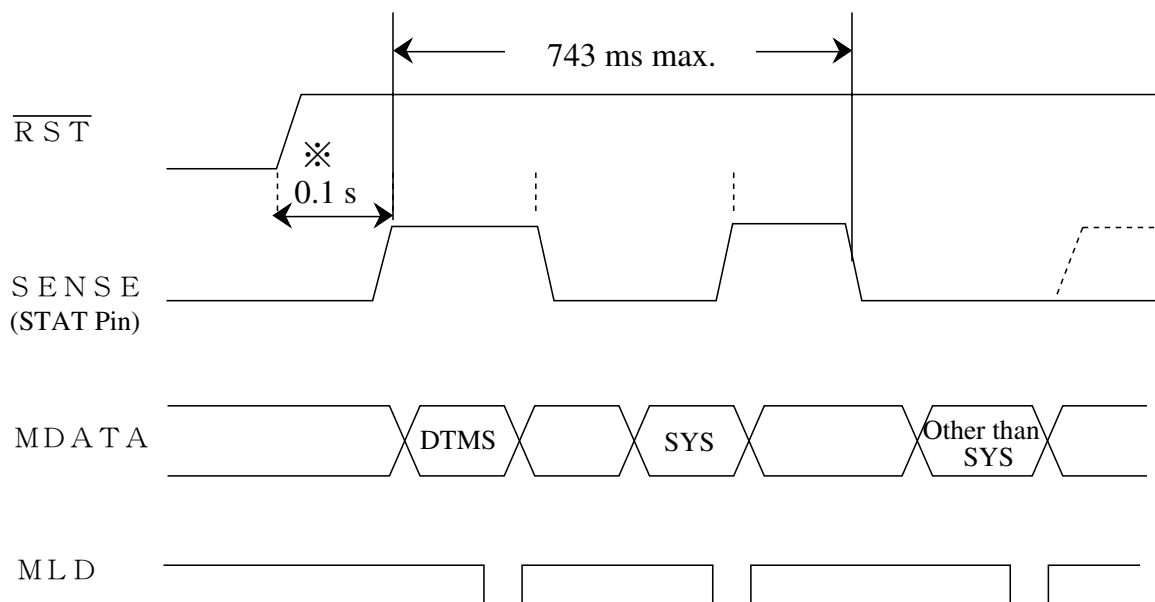 743 ms max.
RST
※
0.1 s
SENSE
(STAT Pin)
MDATA
DTMS
SYS
Other than
SYS
MLD